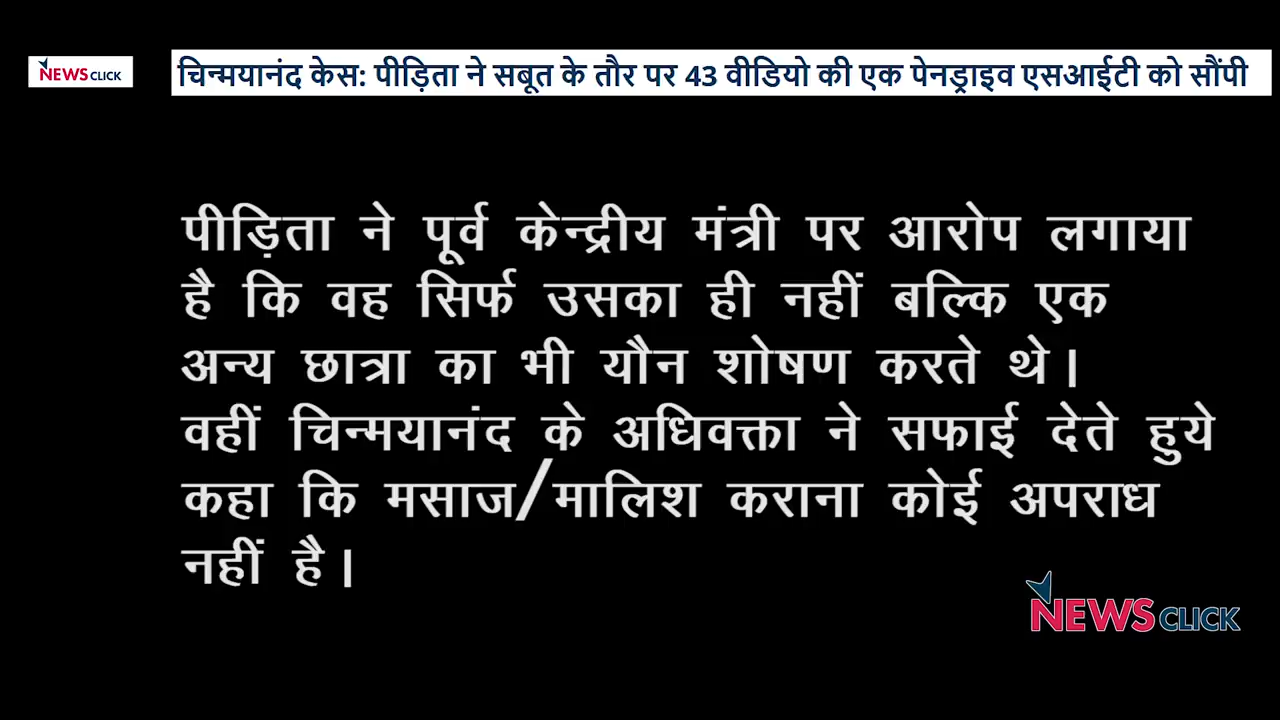 NEWS CLICK
चिन्मयानंद केस: पीड़िता ने सबूत के तौर पर 43 वीडियो की एक पेनड्राइव एसआईटी को सौंपी
पीड़िता ने पूर्व केन्द्रीय मंत्री पर आरोप लगाया
है कि वह सिर्फ उसका ही नहीं बल्कि एक
अन्य छात्रा का भी यौन शोषण करते थे।
वहीं चिन्मयानंद के अधिवक्ता ने सफाई देते हुये
कहा कि मसाज/मालिश कराना कोई अपराध
नहीं है।
NEWS CLICK